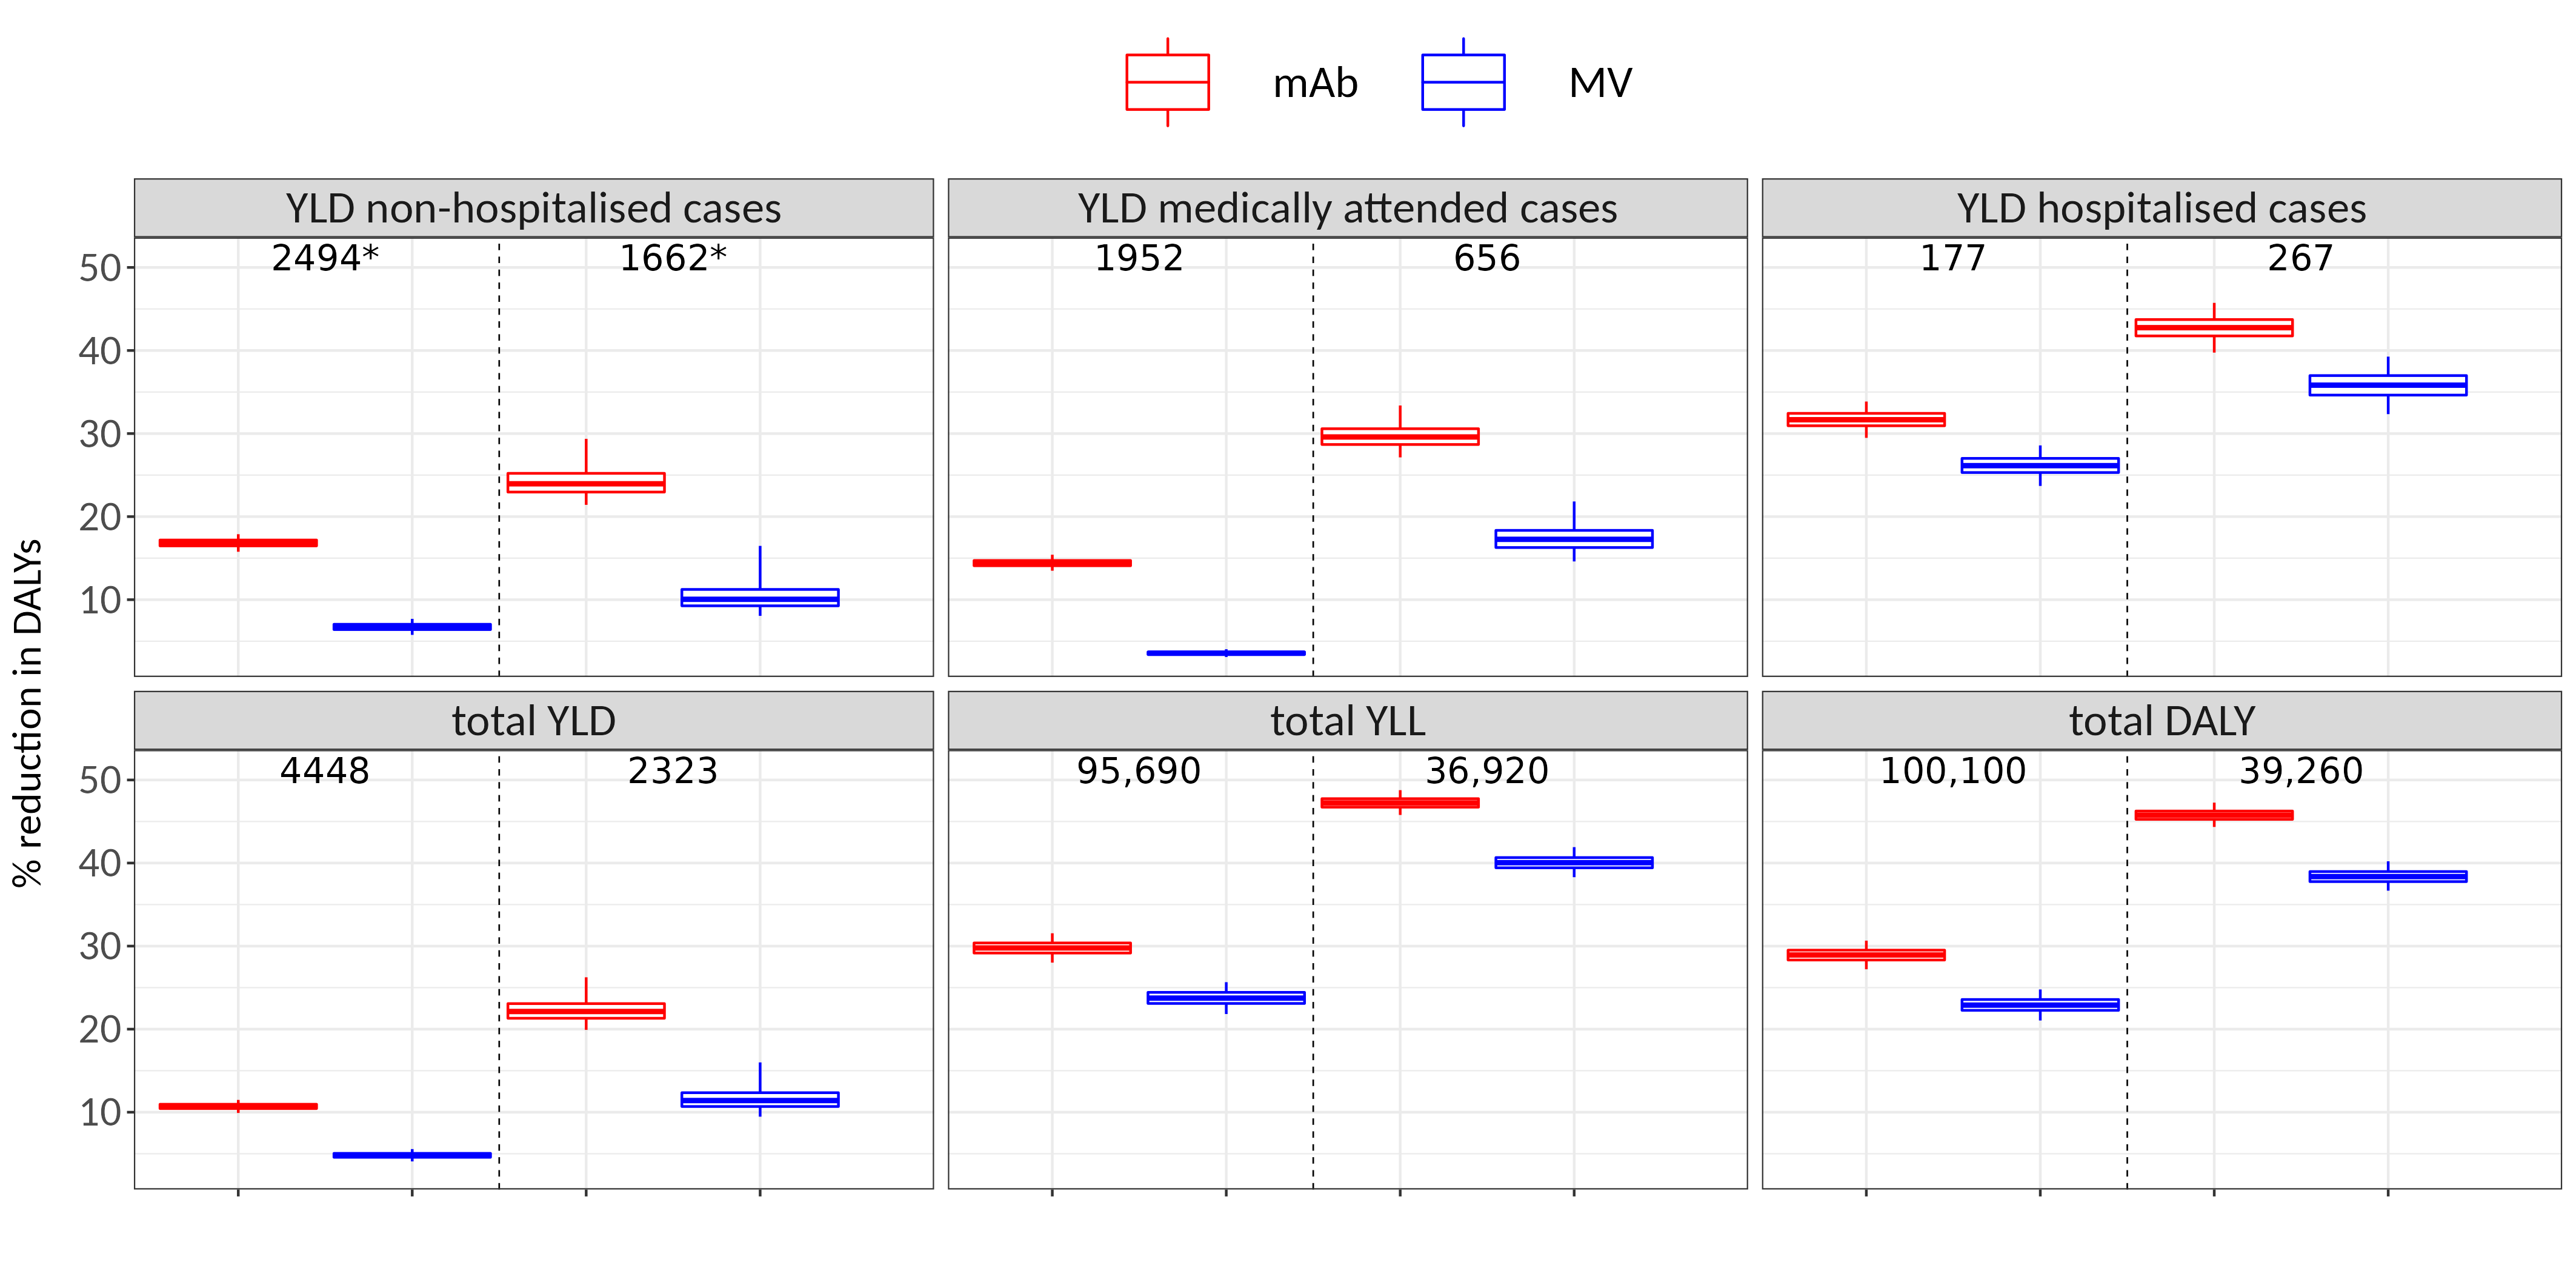 mAb MV
YLD non-hospitalised cases YLD medically attended cases YLD hospitalised cases
2494* 1662* 1952 656 177 267
50
40
30
20
10
% reduction in DALYs
total YLD total YLL total DALY
4448 2323 95,690 36,920 100,100 39,260
50
40
30
20
10